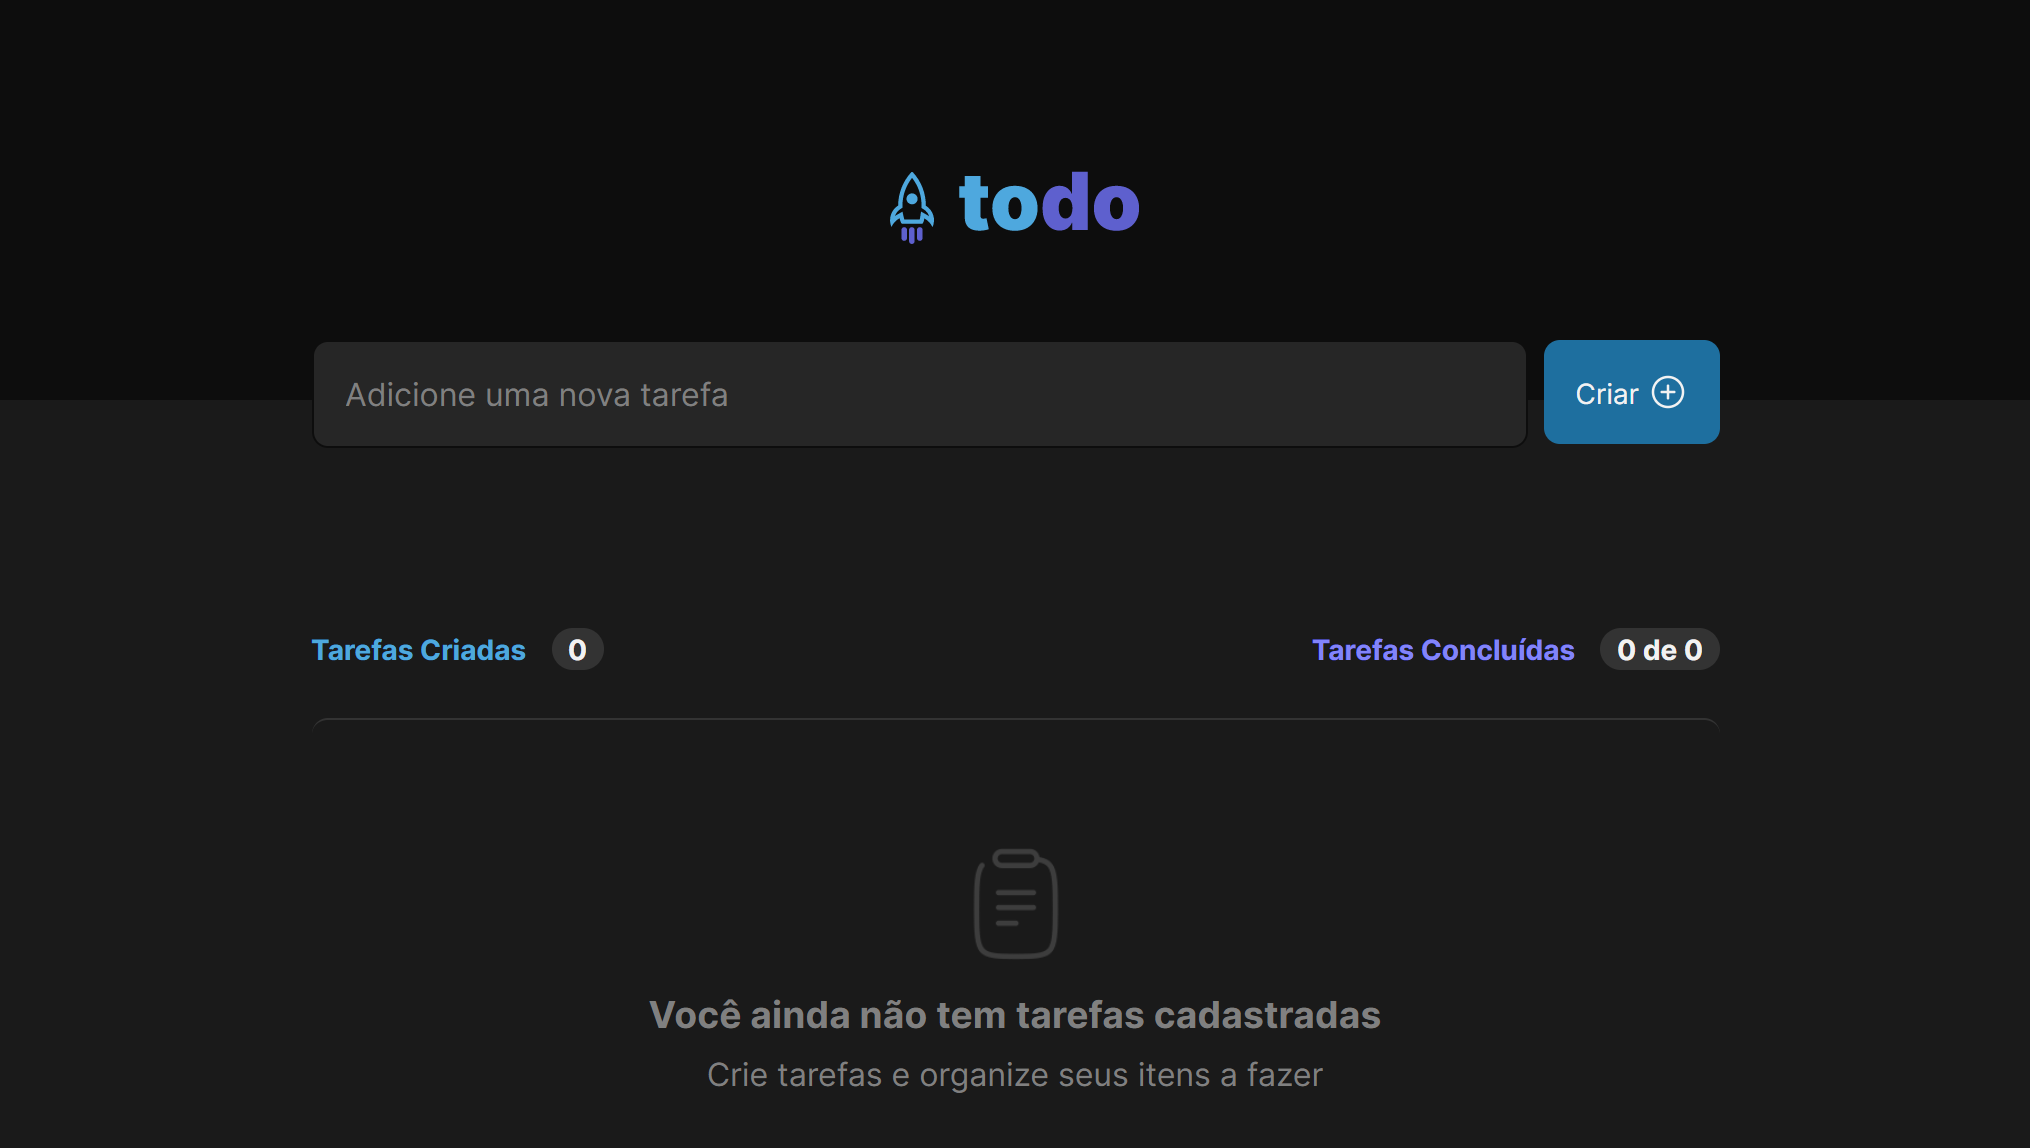 todo
Adicione uma nova tarefa
Criar
Tarefas Criadas 0
Tarefas Concluídas 0 de 0
Você ainda não tem tarefas cadastradas
Crie tarefas e organize seus itens a fazer